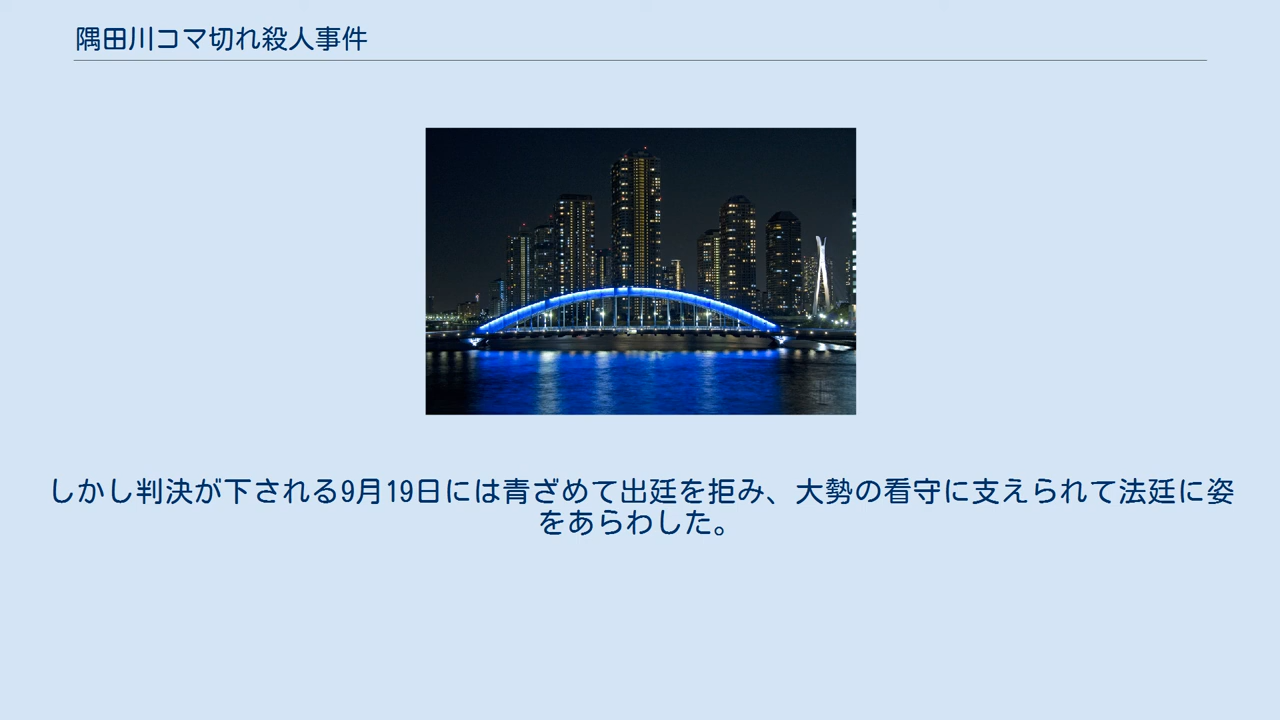 隅田川コマ切れ殺人事件
しかし判決が下される9月19日には青ざめて出廷を拒み、大勢の看守に支えられて法廷に姿
をあらわした。